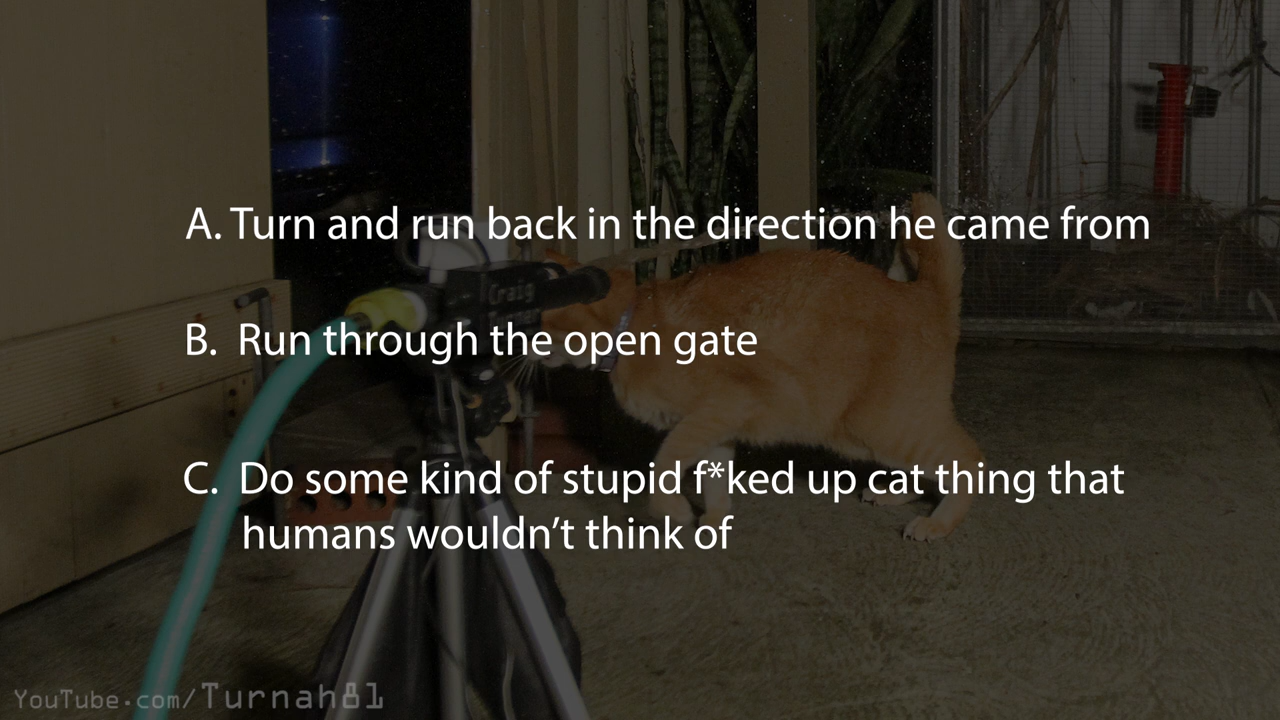 A. Turn and run back in the direction he came from
Craig
B. Run through the open gate
C. Do some kind of stupid f*ked up cat thing that
humans wouldn't think of
YouTube.com/Turnah81